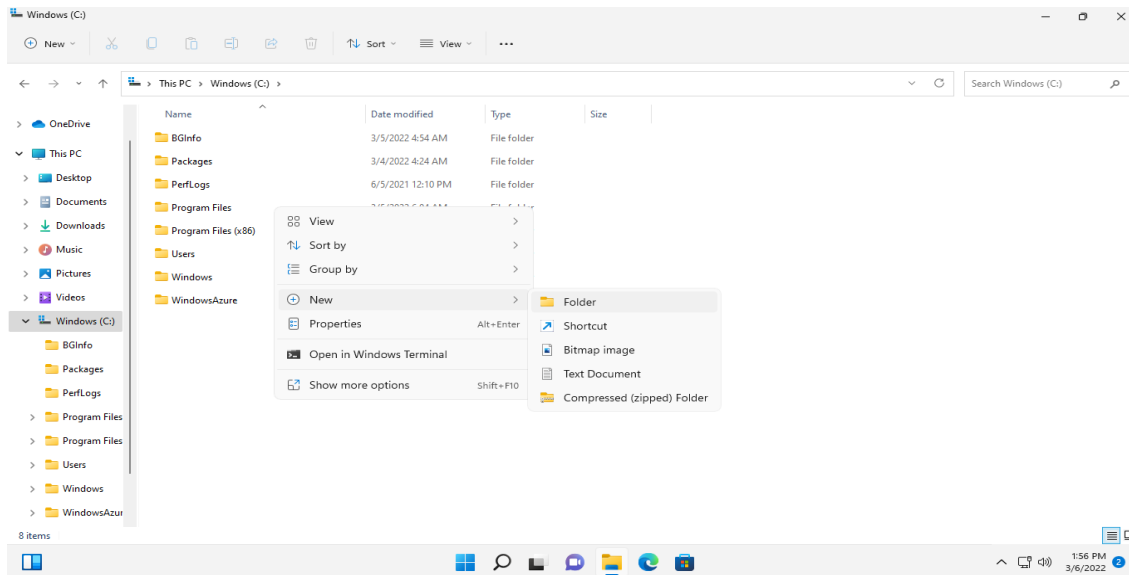 Windows (C:)
New
Sort
View
This PC > Windows (C:) >
Search Windows (C:)
OneDrive
This PC
Desktop
Documents
Downloads
Music
Pictures
Videos
Windows (C:)
BGInfo
Packages
PerfLogs
Program Files
Program Files
Users
Windows
WindowsAzur
Name Date modified Type Size
BGInfo 3/5/2022 4:54 AM File folder
Packages 3/4/2022 4:24 AM File folder
PerfLogs 6/5/2021 12:10 PM File folder
Program Files
Program Files (x86)
Users
Windows
WindowsAzure
View
Sort by
Group by
New
Properties Alt+Enter
Open in Windows Terminal
Show more options Shift+F10
Folder
Shortcut
Bitmap image
Text Document
Compressed (zipped) Folder
8 items
1:56 PM
3/6/2022 2